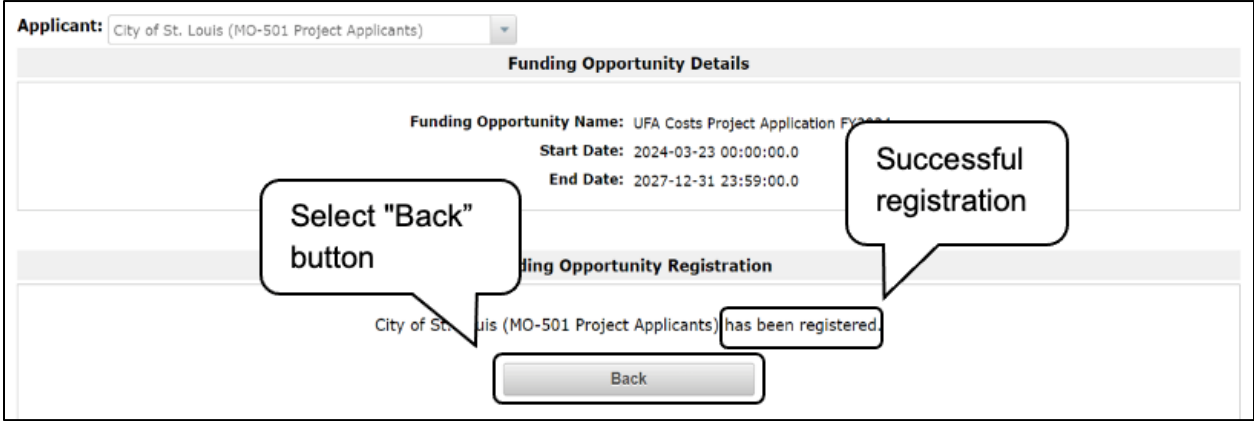 Applicant: City of St. Louis (MO-501 Project Applicants)
Funding Opportunity Details
Funding Opportunity Name: UFA Costs Project Application
Start Date: 2024-03-23 00:00:00.0
End Date: 2027-12-31 23:59:00.0
Successful
registration
Select "Back”
button
ding Opportunity Registration
City of St. uis (MO-501 Project Applicants) has been registered.
Back